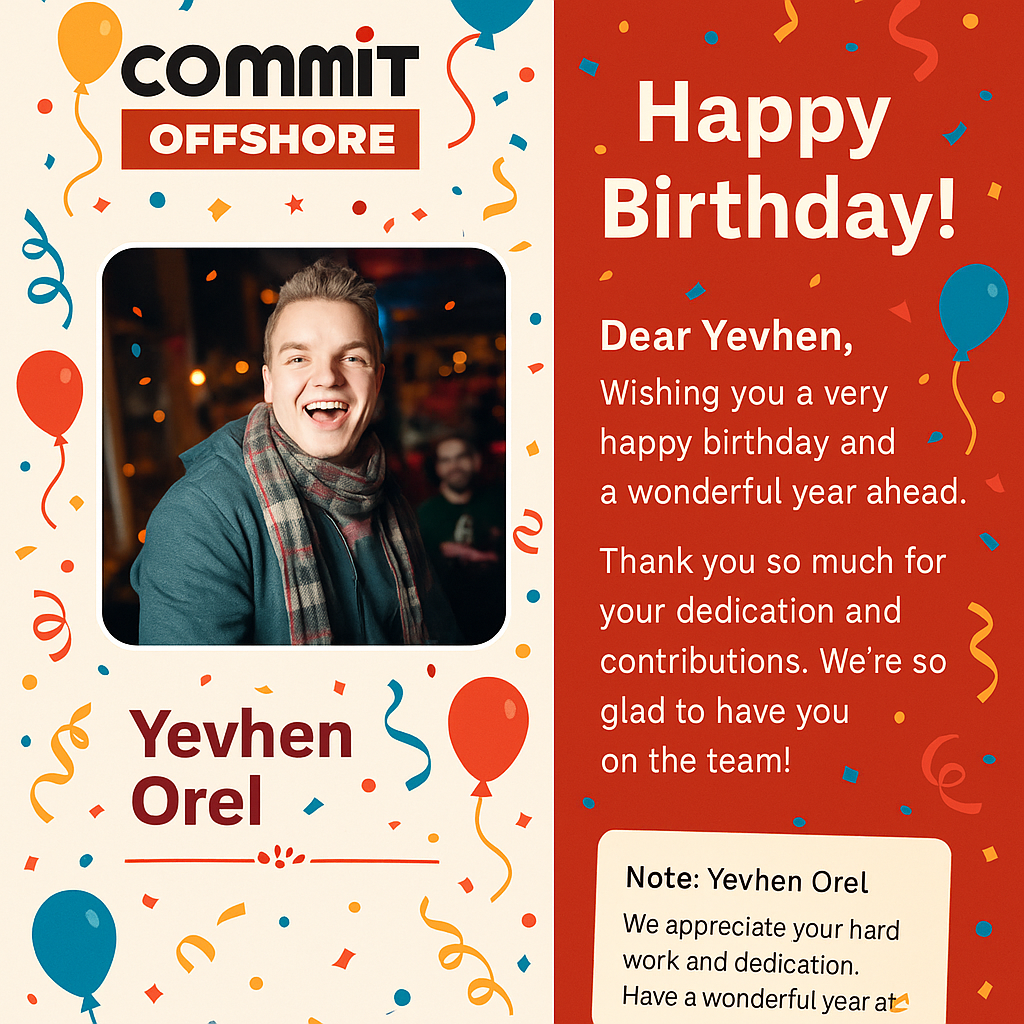 commit
OFFSHORE
Yevhen
Orel
Happy
Birthday!
Dear Yevhen,
Wishing you a very
happy birthday and
a wonderful year ahead.
Thank you so much for
your dedication and
contributions. We're so
glad to have you
on the team!
Note: Yevhen Orel
We appreciate your hard
work and dedication.
Have a wonderful year at